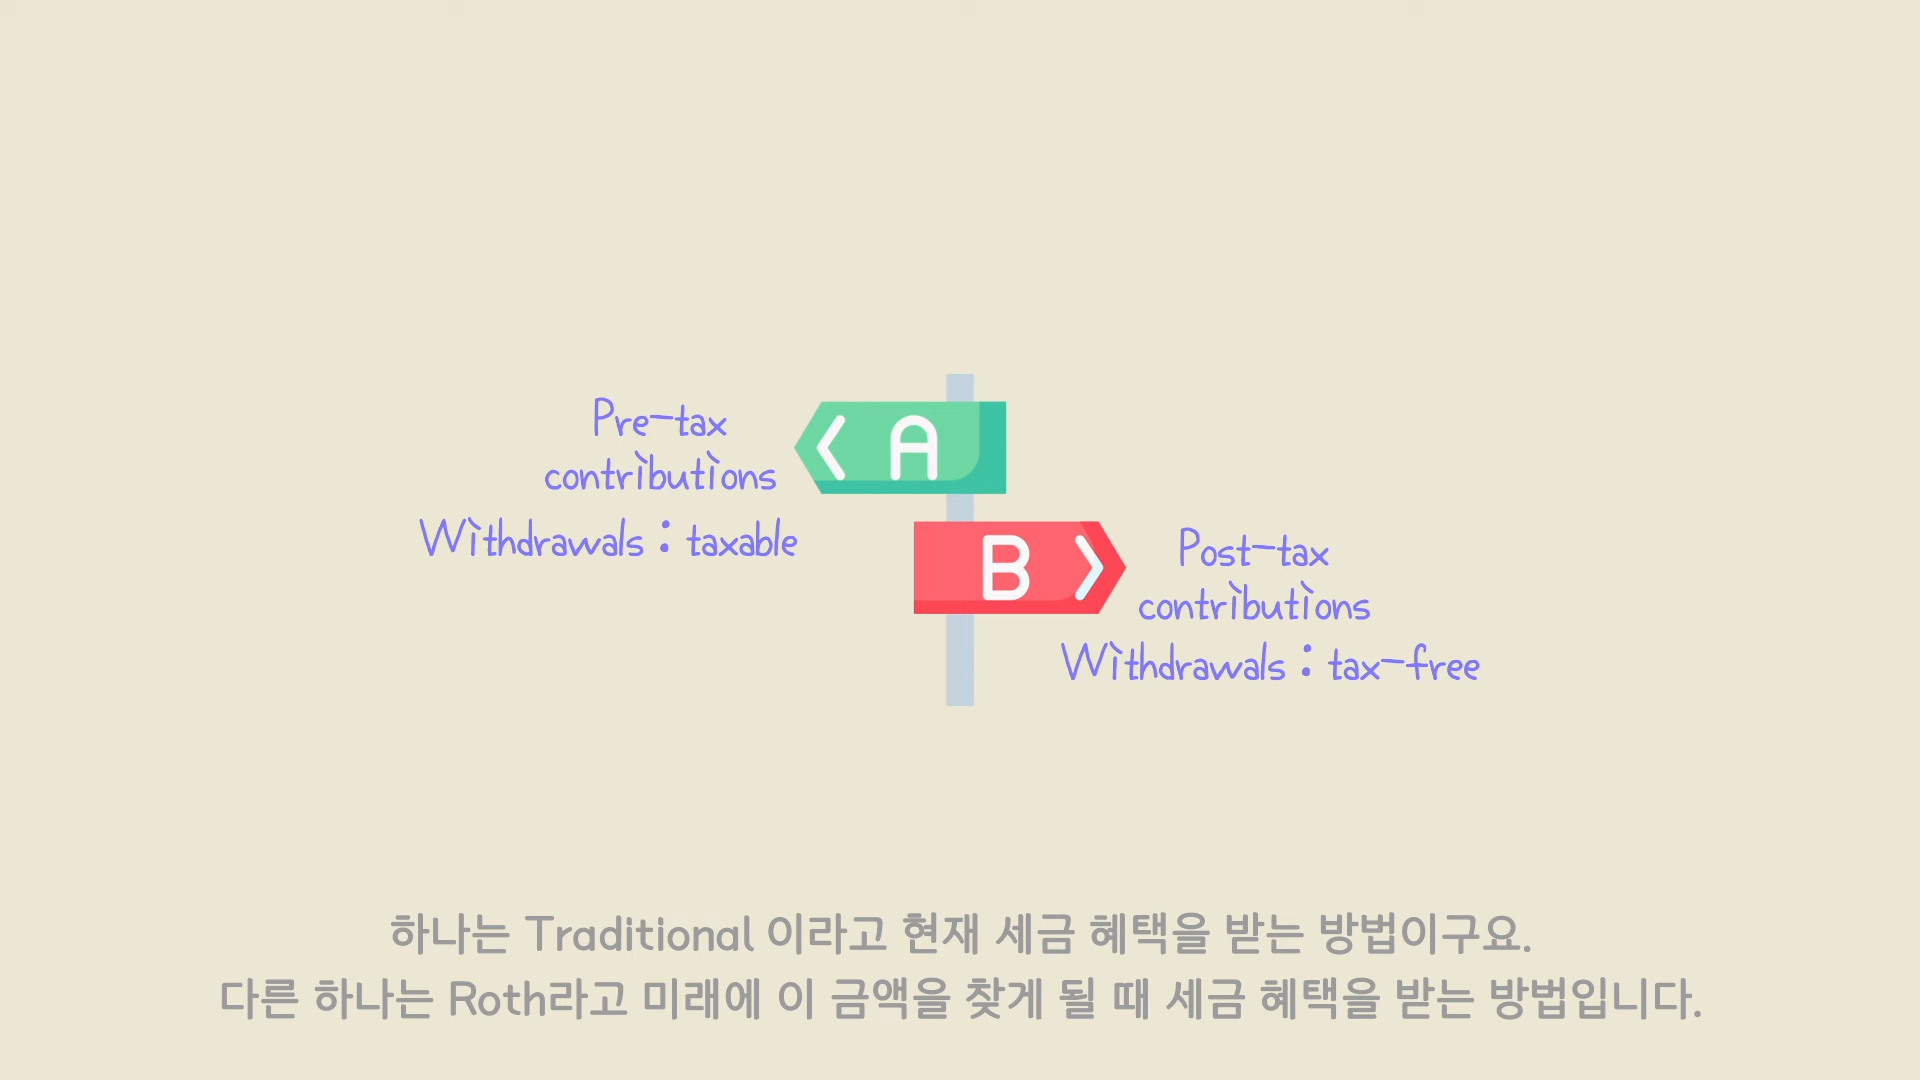 Pre-tax
contributions
Withdrawals : taxable
A
B
Post-tax
contributions
Withdrawals : tax-free
하나는 Traditional 이라고 현재 세금 혜택을 받는 방법이구요.
다른 하나는 Roth라고 미래에 이 금액을 찾게 될 때 세금 혜택을 받는 방법입니다.